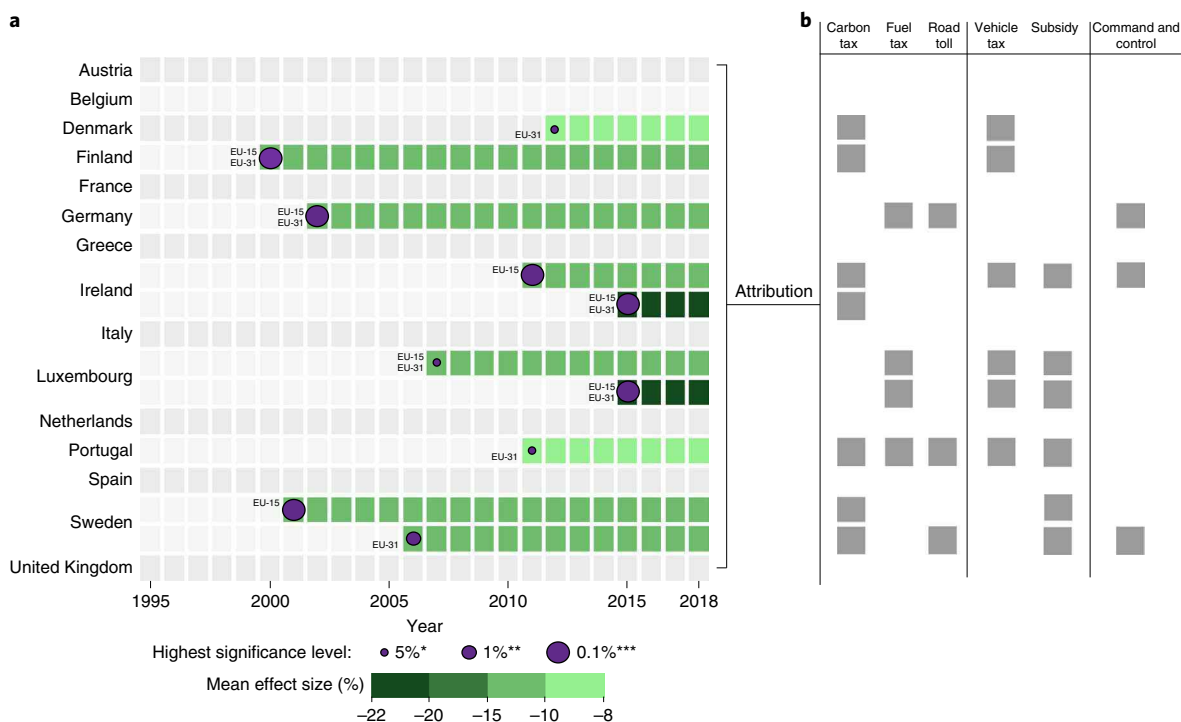 a
b
Carbon tax
Fuel tax
Road toll
Vehicle tax
Subsidy
Command and control
Austria
Belgium
Denmark
EU-31
Finland
EU-15
EU-31
France
Germany
EU-15
EU-31
Greece
Ireland
EU-15
EU-15
EU-31
Attribution
Italy
Luxembourg
EU-15
EU-31
EU-15
EU-31
Netherlands
Portugal
EU-31
Spain
Sweden
EU-15
EU-31
United Kingdom
1995 2000 2005 2010 2015 2018
Year
Highest significance level: 5%* 1%** 0.1%***
Mean effect size (%)
–22 –20 –15 –10 –8